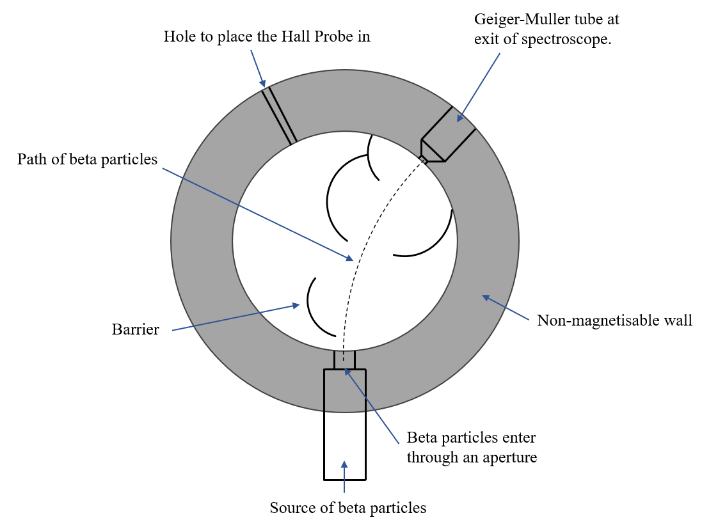 Geiger-Muller tube at
exit of spectroscope.
Hole to place the Hall Probe in
Path of beta particles
Barrier
Non-magnetisable wall
Beta particles enter
through an aperture
Source of beta particles